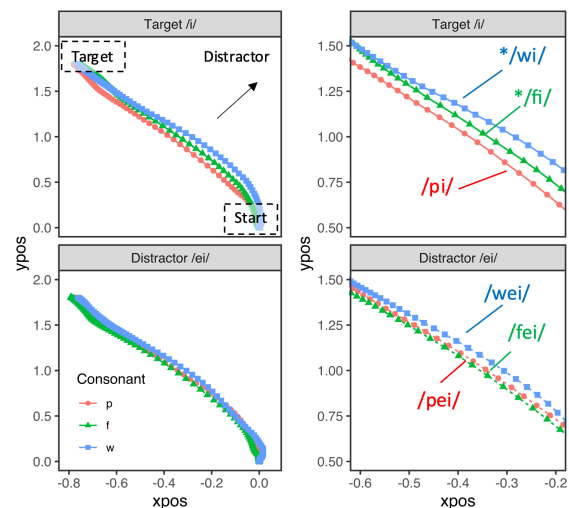 Target /i/
2.0
1.5
1.0
0.5
0.0
Target
Distractor
Start
Target /i/
1.50
1.25
1.00
0.75
0.50
*/wi/
*/fi/
/pi/
ypos
ypos
Distractor /ei/
2.0
1.5
1.0
0.5
0.0
Consonant
p
f
w
-0.8
-0.6
-0.4
-0.2
0.0
xpos
Distractor /ei/
1.50
1.25
1.00
0.75
0.50
/wei/
/fei/
/pei/
-0.6
-0.5
-0.4
-0.3
-0.2
xpos